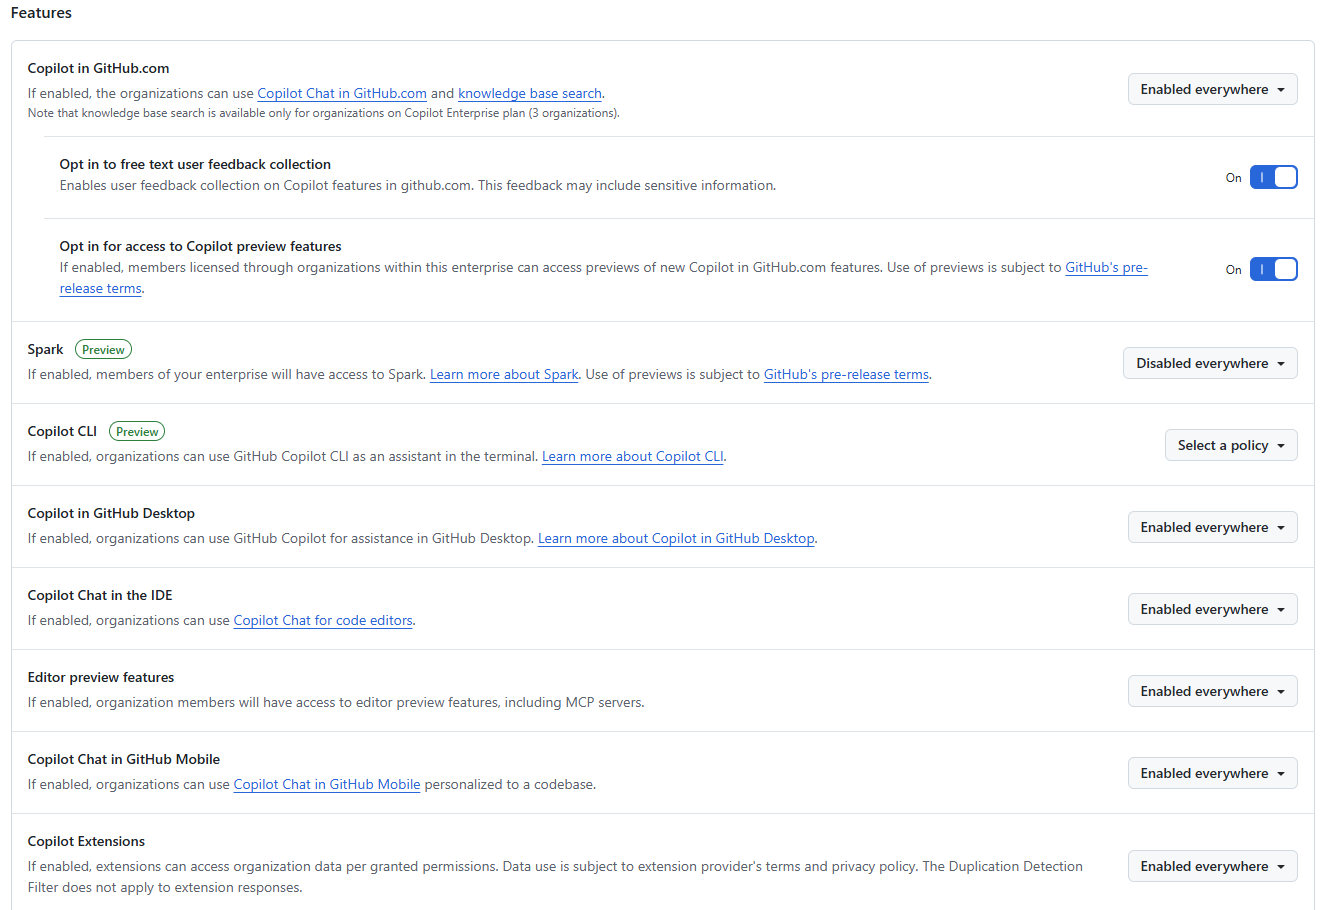 Features
Copilot in GitHub.com
If enabled, the organizations can use Copilot Chat in GitHub.com and knowledge base search.
Note that knowledge base search is available only for organizations on Copilot Enterprise plan (3 organizations).
Enabled everywhere
Opt in to free text user feedback collection
Enables user feedback collection on Copilot features in github.com. This feedback may include sensitive information.
On
Opt in for access to Copilot preview features
If enabled, members licensed through organizations within this enterprise can access previews of new Copilot in GitHub.com features. Use of previews is subject to GitHub's pre-
release terms.
On
Spark Preview
If enabled, members of your enterprise will have access to Spark. Learn more about Spark. Use of previews is subject to GitHub's pre-release terms.
Disabled everywhere
Copilot CLI Preview
If enabled, organizations can use GitHub Copilot CLI as an assistant in the terminal. Learn more about Copilot CLI.
Select a policy
Copilot in GitHub Desktop
If enabled, organizations can use GitHub Copilot for assistance in GitHub Desktop. Learn more about Copilot in GitHub Desktop.
Enabled everywhere
Copilot Chat in the IDE
If enabled, organizations can use Copilot Chat for code editors.
Enabled everywhere
Editor preview features
If enabled, organization members will have access to editor preview features, including MCP servers.
Enabled everywhere
Copilot Chat in GitHub Mobile
If enabled, organizations can use Copilot Chat in GitHub Mobile personalized to a codebase.
Enabled everywhere
Copilot Extensions
If enabled, extensions can access organization data per granted permissions. Data use is subject to extension provider's terms and privacy policy. The Duplication Detection
Filter does not apply to extension responses.
Enabled everywhere